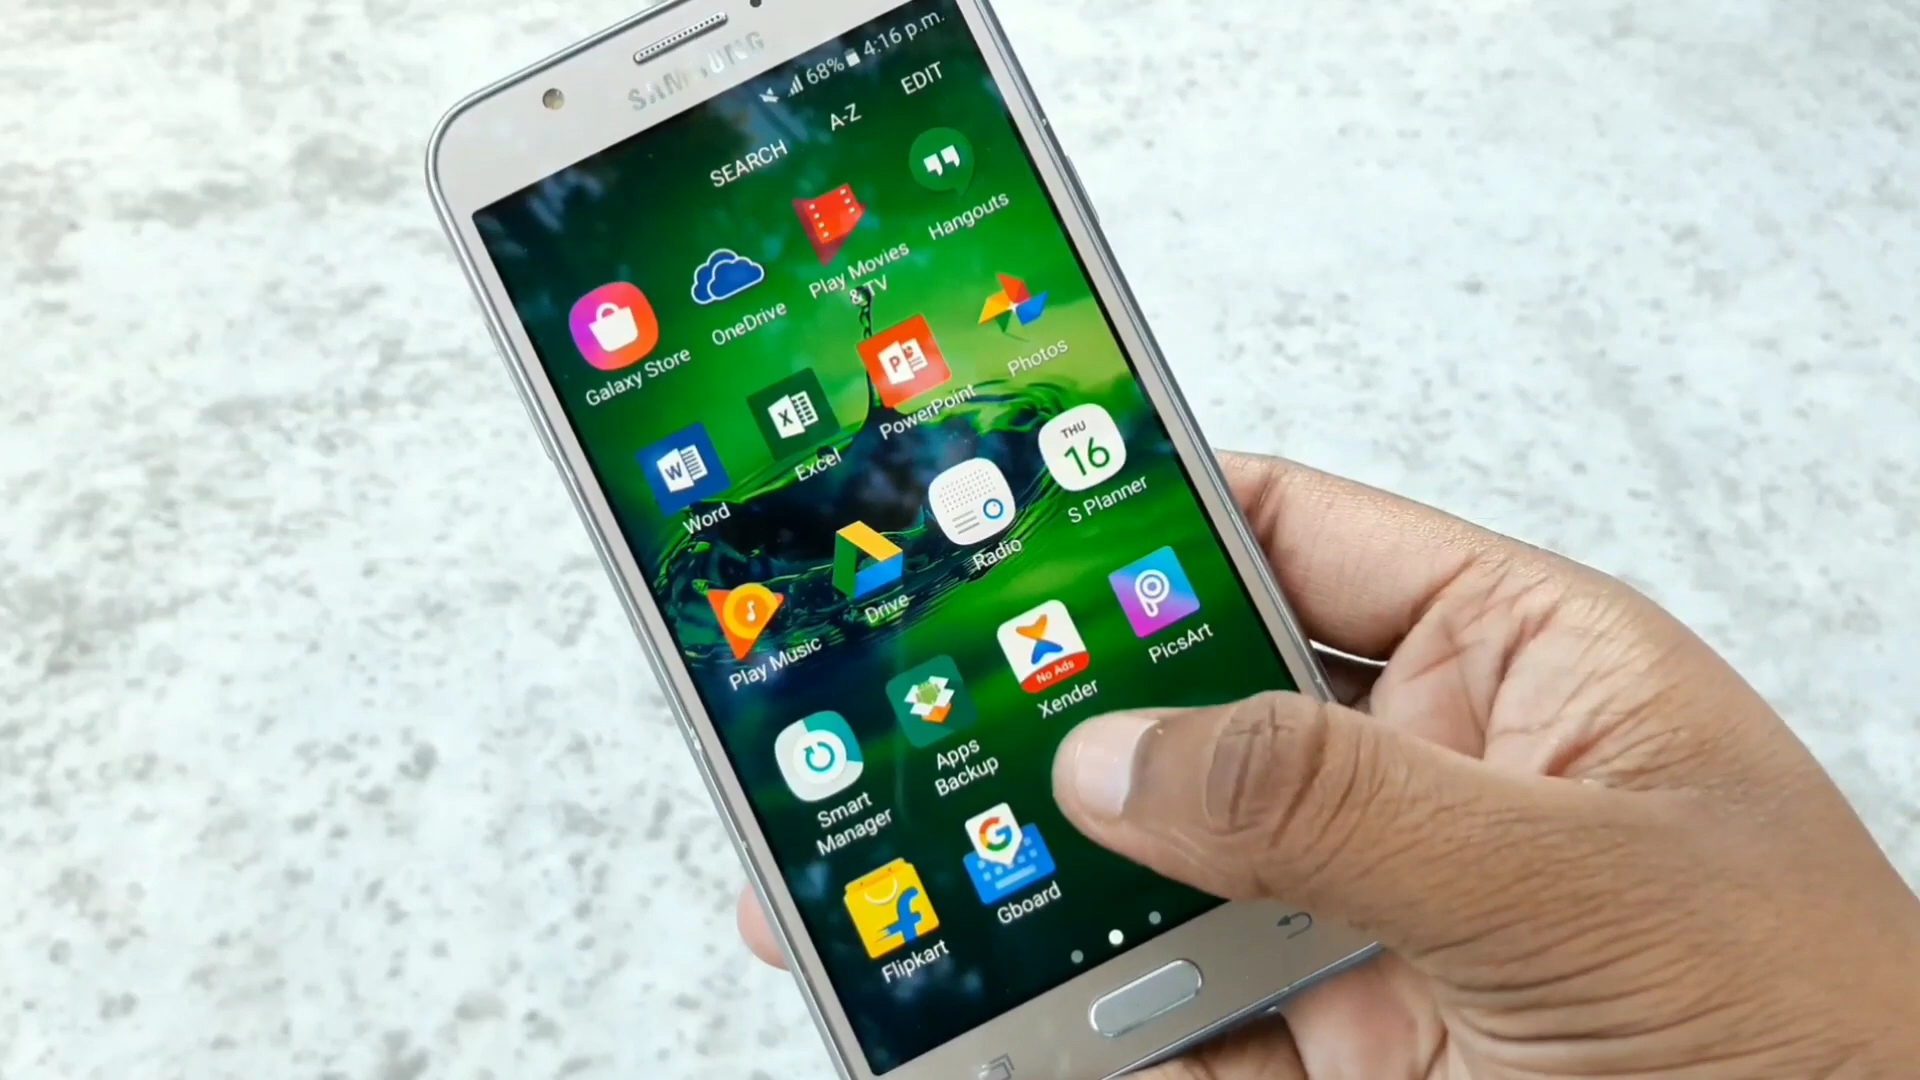 SAMSUNG
68% 4:16 p.m.
SEARCH A-Z EDIT
Galaxy Store
OneDrive
Play Movies
& TV
Hangouts
W
Word
X
Excel
P
PowerPoint
Photos
Play Music
Drive
Radio
THU
16
S Planner
Smart
Manager
Apps
Backup
No Ads
Xender
P
PicsArt
f
Flipkart
G
Gboard